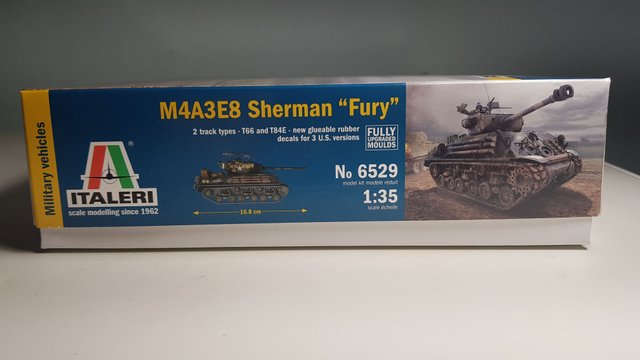 Military vehicles
ITALERI
scale modelling since 1962
M4A3E8 Sherman “Fury”
2 track types - T66 and T84E - new glueable rubber
decals for 3 U.S. versions
FULLY
UPGRADED
MOULDS
16.8 cm
No 6529
model kit modèle réduit
1:35
scale échelle